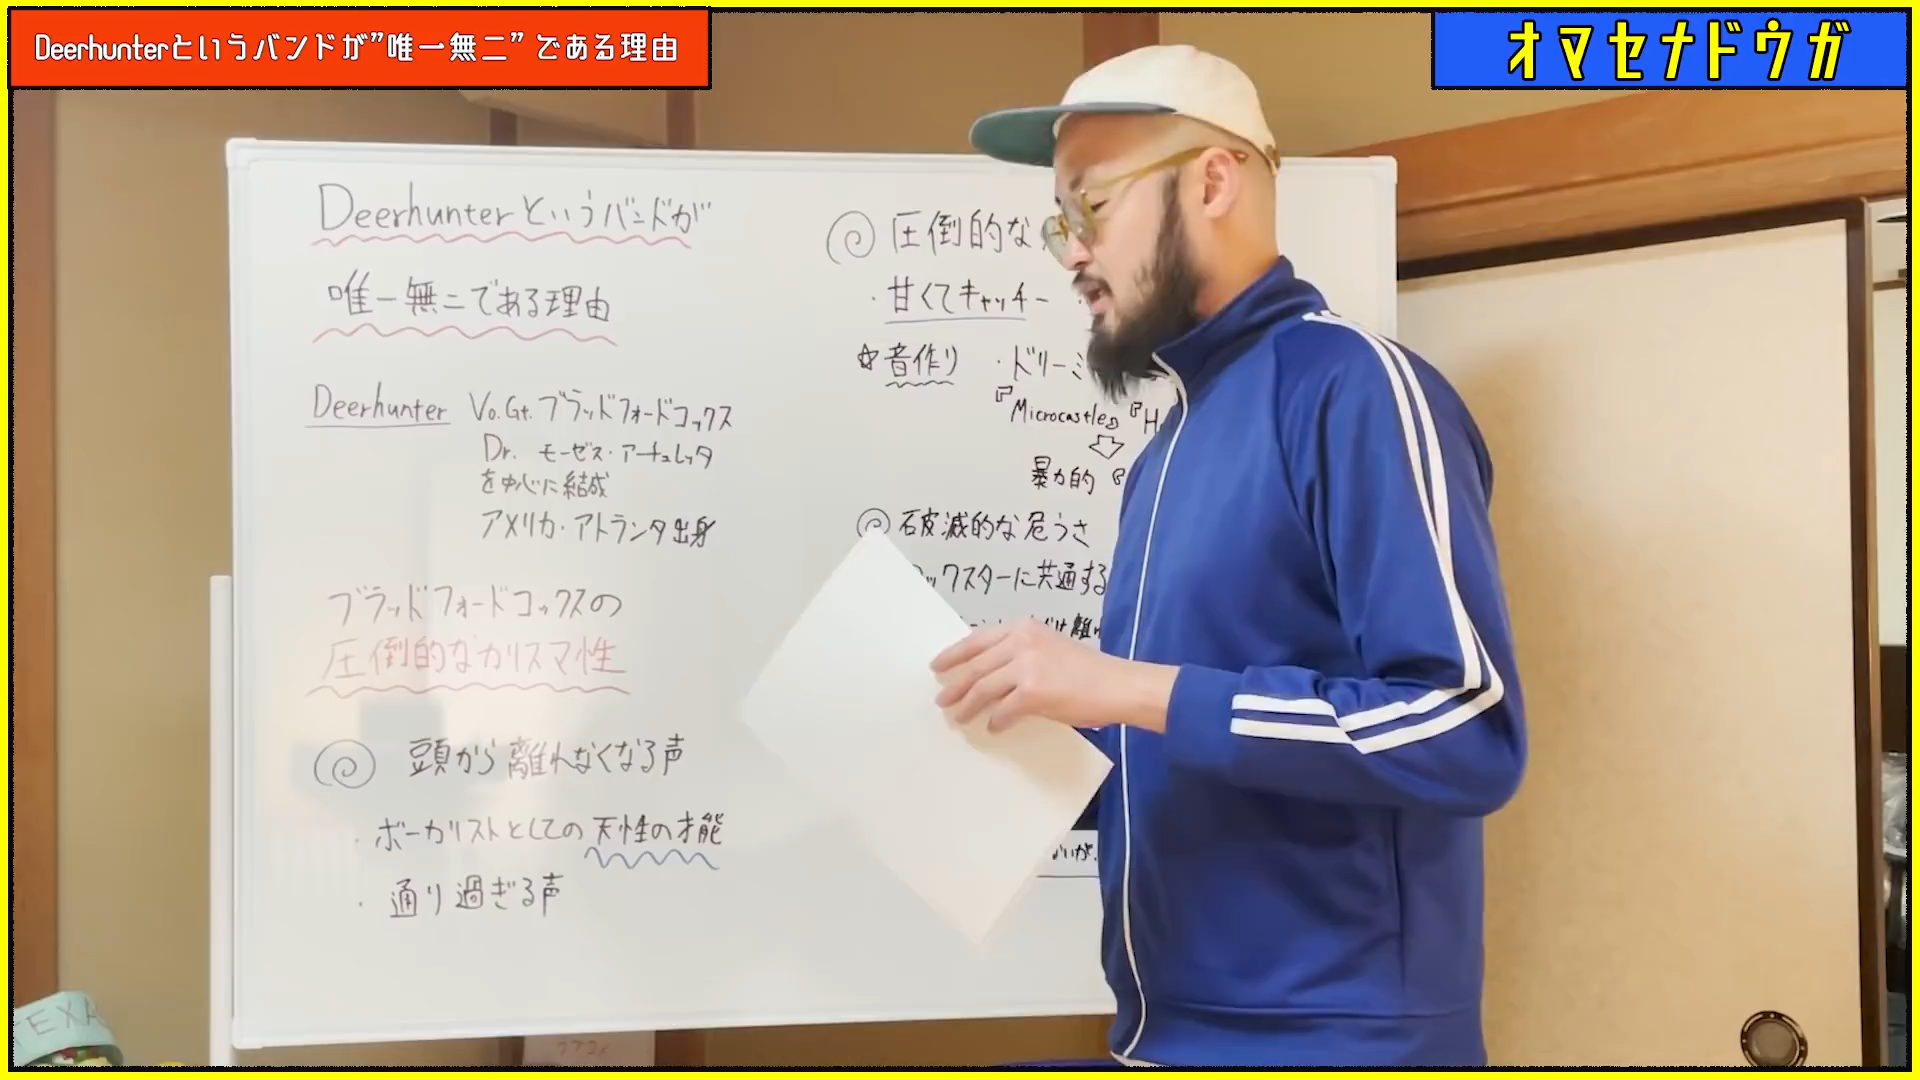 Deerhunterというバンドが”唯一無二” である理由
オマセナドウガ
Deerhunterというバンドが
唯一無二である理由
Deerhunter Vo.Gt.ブラッドフォードコックス
Dr. モーゼス・アーチュレッタ
を中心に結成
アメリカ・アトランタ出身
ブラッドフォードコックスの
圧倒的なカリスマ性
頭から離れなくなる声
・ボーカリストとしての天性の才能
・通り過ぎる声
圧倒的な
・甘くてキャッチー
☆音作り ・ドリーミ
『Microcastle』『H
⇩
暴力的『
破滅的な危うさ
ックスターに共通する
離れ
ないが、
TEXA